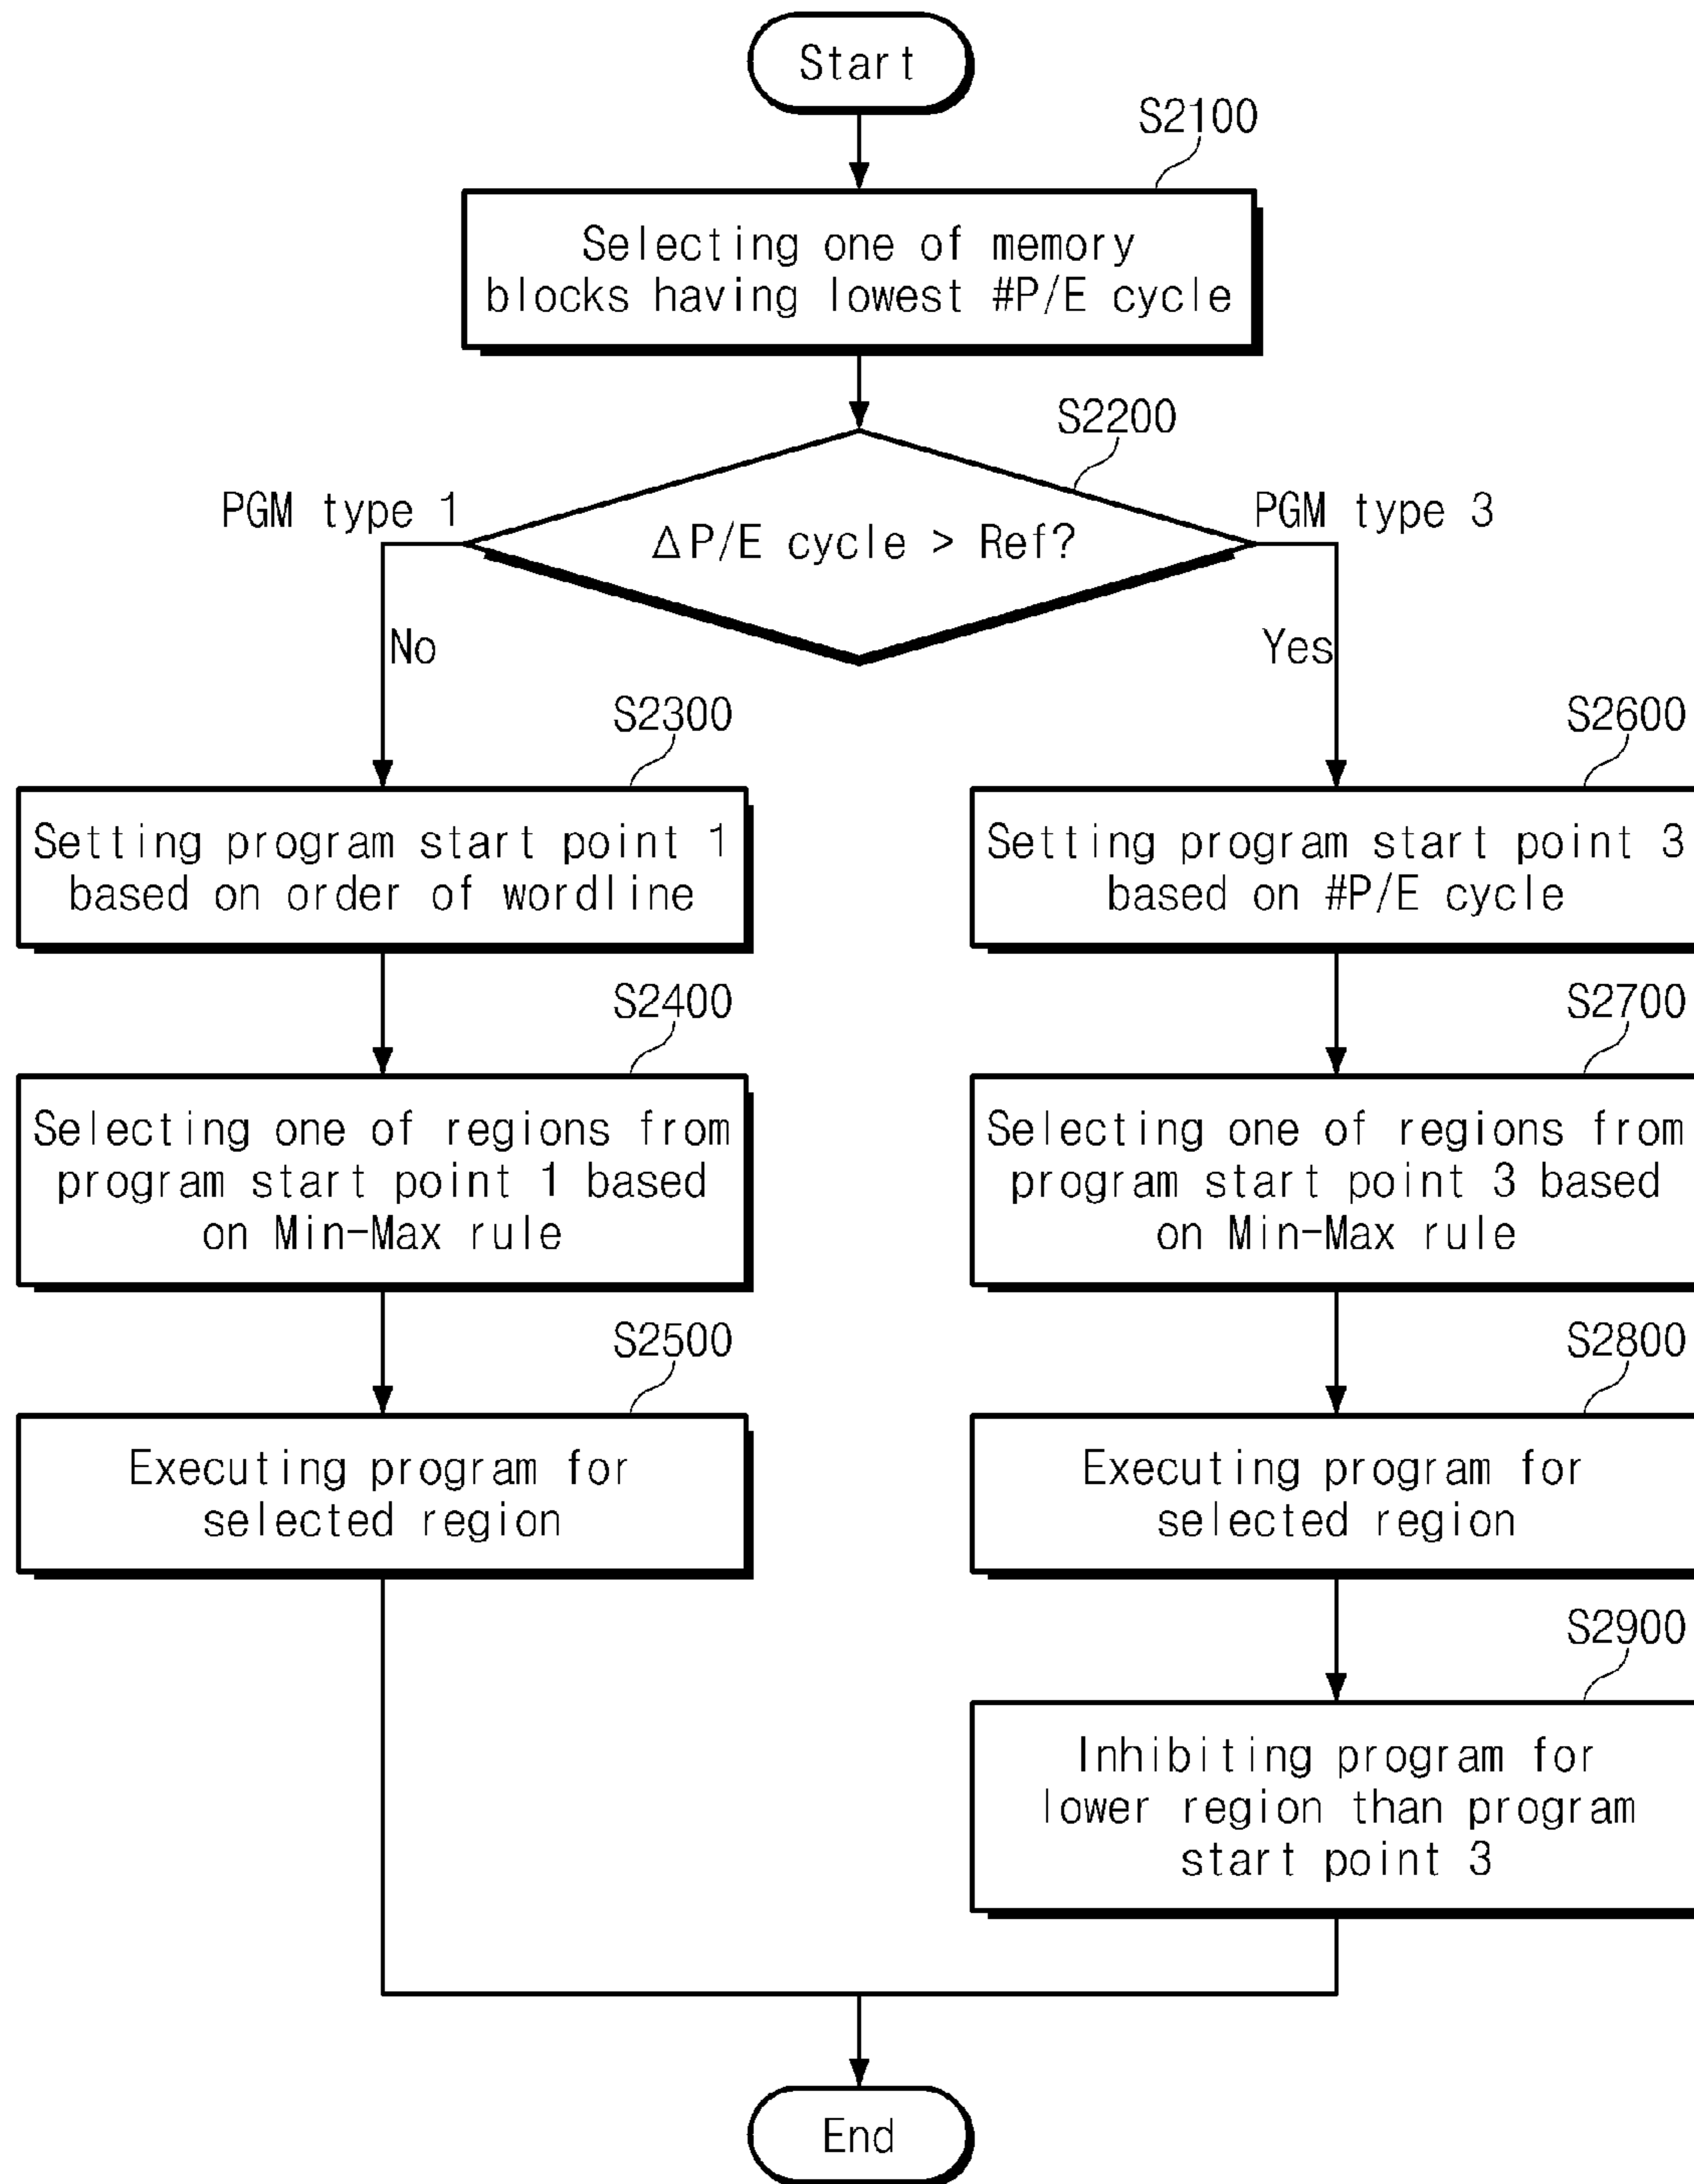 Start
S2100
Selecting one of memory
blocks having lowest #P/E cycle
S2200
PGM type 1
ΔP/E cycle > Ref?
PGM type 3
No
Yes
S2300
Setting program start point 1
based on order of wordline
S2400
Selecting one of regions from
program start point 1 based
on Min-Max rule
S2500
Executing program for
selected region
S2600
Setting program start point 3
based on #P/E cycle
S2700
Selecting one of regions from
program start point 3 based
on Min-Max rule
S2800
Executing program for
selected region
S2900
Inhibiting program for
lower region than program
start point 3
End